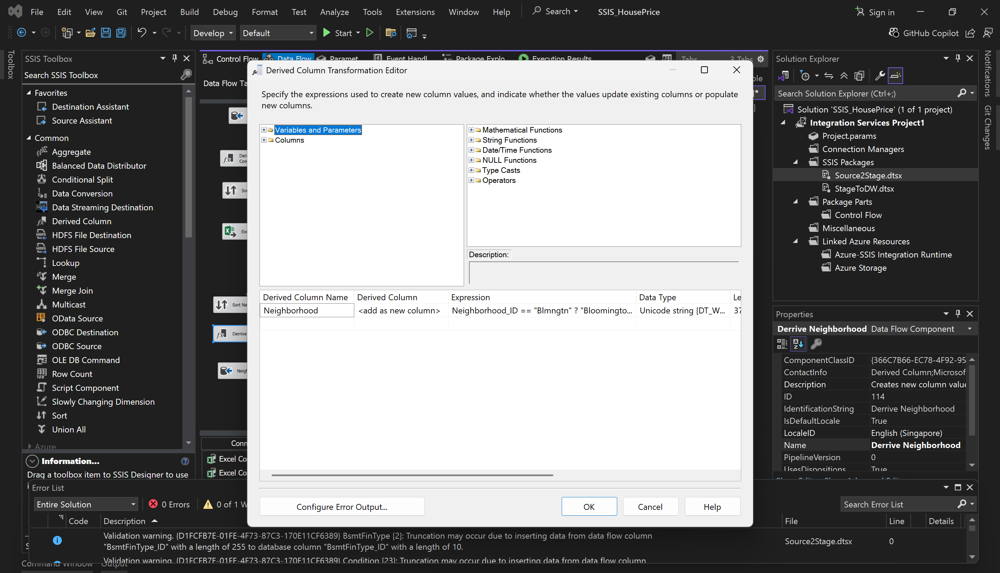 File Edit View Git Project Build Debug Format Test Analyze Tools Extensions Window Help Search SSIS_HousePrice Sign in
Develop Default Start GitHub Copilot
Toolbox
SSIS Toolbox
Search SSIS Toolbox
Favorites
Destination Assistant
Source Assistant
Common
Aggregate
Balanced Data Distributor
Conditional Split
Data Conversion
Data Streaming Destination
Derived Column
HDFS File Destination
HDFS File Source
Lookup
Merge
Merge Join
Multicast
OData Source
ODBC Destination
ODBC Source
OLE DB Command
Row Count
Script Component
Slowly Changing Dimension
Sort
Union All
Azure
Information...
Drag a toolbox item to SSIS Designer to use
Control Flow Data Flow Paramet Event Handl Package Explo Execution Results Tabs 3 Tabs
Data Flow Ta
Deri
Con
So
Exc
Sort Ne
Derrive
Neigh
Conn
Excel Co
Excel Co
Derived Column Transformation Editor
Specify the expressions used to create new column values, and indicate whether the values update existing columns or populate
new columns.
Variables and Parameters
Columns
Mathematical Functions
String Functions
Date/Time Functions
NULL Functions
Type Casts
Operators
Description:
Derived Column Name Derived Column Expression Data Type Le
Neighborhood <add as new column> Neighborhood_ID == "Blmngtn" ? "Bloomingto... Unicode string [DT_W... 37
Configure Error Output... OK Cancel Help
Solution Explorer
Search Solution Explorer (Ctrl+;)
Solution 'SSIS_HousePrice' (1 of 1 project)
Integration Services Project1
Project.params
Connection Managers
SSIS Packages
Source2Stage.dtsx
StageToDW.dtsx
Package Parts
Control Flow
Miscellaneous
Linked Azure Resources
Azure-SSIS Integration Runtime
Azure Storage
Notifications
Git Changes
Properties
Derrive Neighborhood Data Flow Component
ComponentClassID {366C7B66-EC78-4F92-95
ContactInfo Derived Column;Microsof
Description Creates new column value
ID 114
IdentificationString Derrive Neighborhood
IsDefaultLocale True
LocaleID English (Singapore)
Name Derrive Neighborhood
PipelineVersion 0
UsesDispositions True
Error List
Entire Solution 0 Errors 0 of 1 W Search Error List
Code Description File Line Details
Validation warning. {D1FCFB7E-01FE-4F73-87C3-170E11CF6389} BsmtFinType [2]: Truncation may occur due to inserting data from data flow column
"BsmtFinType_ID" with a length of 255 to database column "BsmtFinType_ID" with a length of 10. Source2Stage.dtsx 0
Validation warning. {D1FCFB7E-01FE-4F73-87C3-170E11CF6389} Condition [23]: Truncation may occur due to inserting data from data flow column
Command Window Output